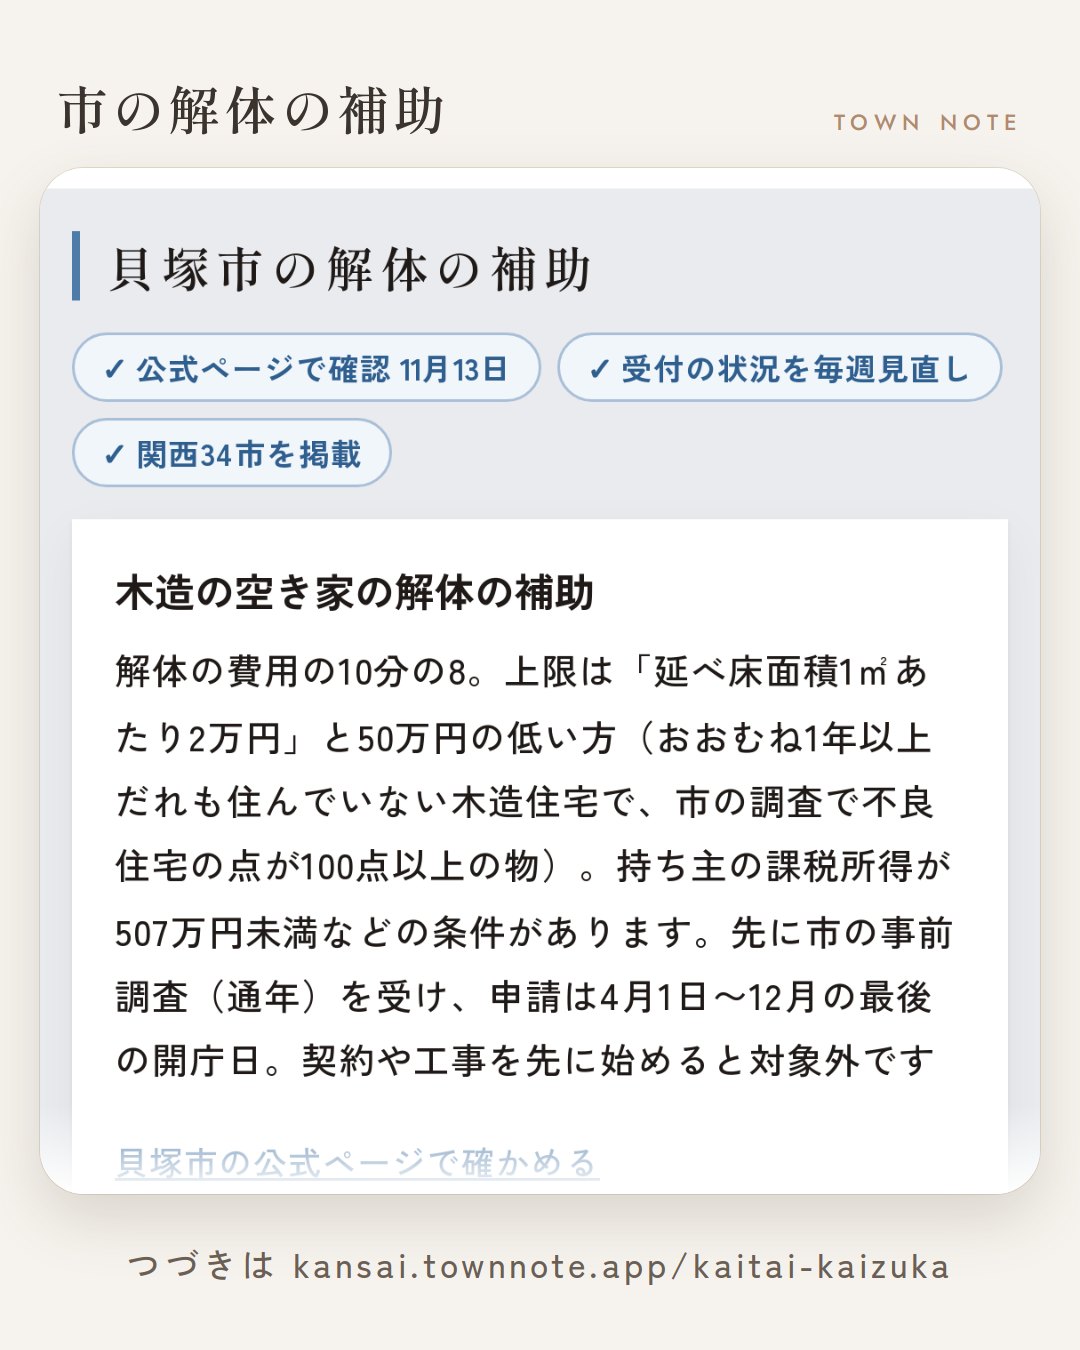 市の解体の補助
TOWN NOTE
貝塚市の解体の補助
✓ 公式ページで確認 11月13日
✓ 受付の状況を毎週見直し
✓ 関西34市を掲載
木造の空き家の解体の補助
解体の費用の10分の8。上限は「延べ床面積1㎡あ
たり2万円」と50万円の低い方（おおむね1年以上
だれも住んでいない木造住宅で、市の調査で不良
住宅の点が100点以上の物）。持ち主の課税所得が
507万円未満などの条件があります。先に市の事前
調査（通年）を受け、申請は4月1日〜12月の最後
の開庁日。契約や工事を先に始めると対象外です
貝塚市の公式ページで確かめる
つづきは kansai.townnote.app/kaitai-kaizuka